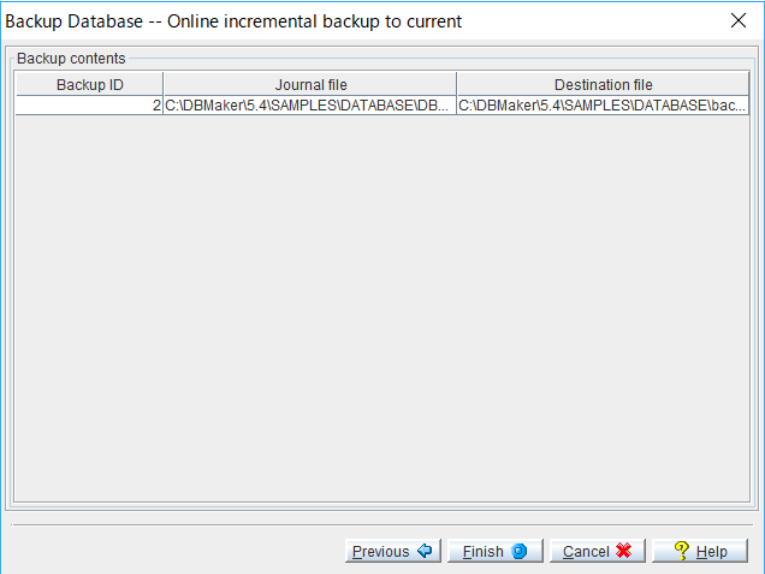 Backup Database -- Online incremental backup to current
Backup contents
Backup ID Journal file Destination file
2 C:\DBMaker\5.4\SAMPLES\DATABASE\DB... C:\DBMaker\5.4\SAMPLES\DATABASE\bac...
Previous Finish Cancel Help